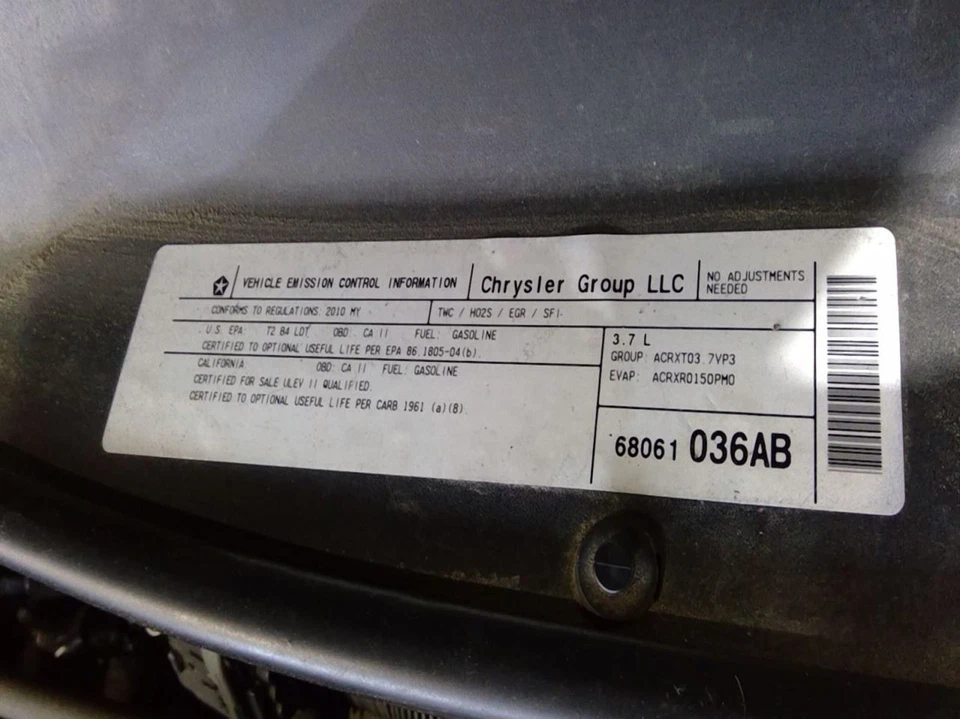 VEHICLE EMISSION CONTROL INFORMATION
Chrysler Group LLC
NO ADJUSTMENTS
NEEDED
CONFORMS TO REGULATIONS: 2010 MY
TWC / HO2S / EGR / SFI
U.S. EPA: T2 B4 LDT OBD: CA II FUEL: GASOLINE
CERTIFIED TO OPTIONAL USEFUL LIFE PER EPA 86.1805-04(b).
CALIFORNIA: OBD: CA II FUEL: GASOLINE
CERTIFIED FOR SALE ULEV II QUALIFIED.
CERTIFIED TO OPTIONAL USEFUL LIFE PER CARB 1961 (a)(8).
3.7 L
GROUP: ACRXT03.7VP3
EVAP: ACRXR0150PM0
68061 036AB